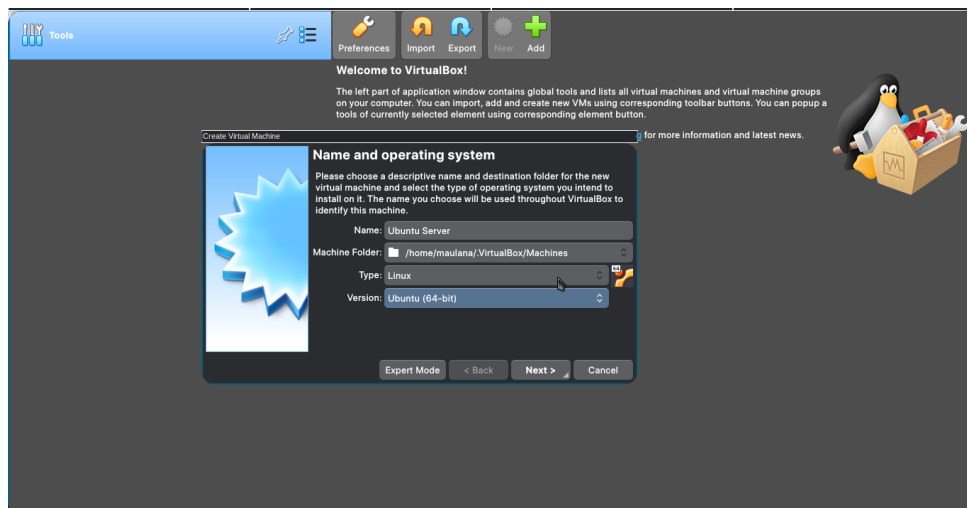 Tools
Preferences
Import
Export
New
Add
Welcome to VirtualBox!
The left part of application window contains global tools and lists all virtual machines and virtual machine groups
on your computer. You can import, add and create new VMs using corresponding toolbar buttons. You can popup a
tools of currently selected element using corresponding element button.
for more information and latest news.
Create Virtual Machine
Name and operating system
Please choose a descriptive name and destination folder for the new
virtual machine and select the type of operating system you intend to
install on it. The name you choose will be used throughout VirtualBox to
identify this machine.
Name: Ubuntu Server
Machine Folder: /home/maulana/.VirtualBox/Machines
Type: Linux
Version: Ubuntu (64-bit)
Expert Mode
< Back
Next >
Cancel